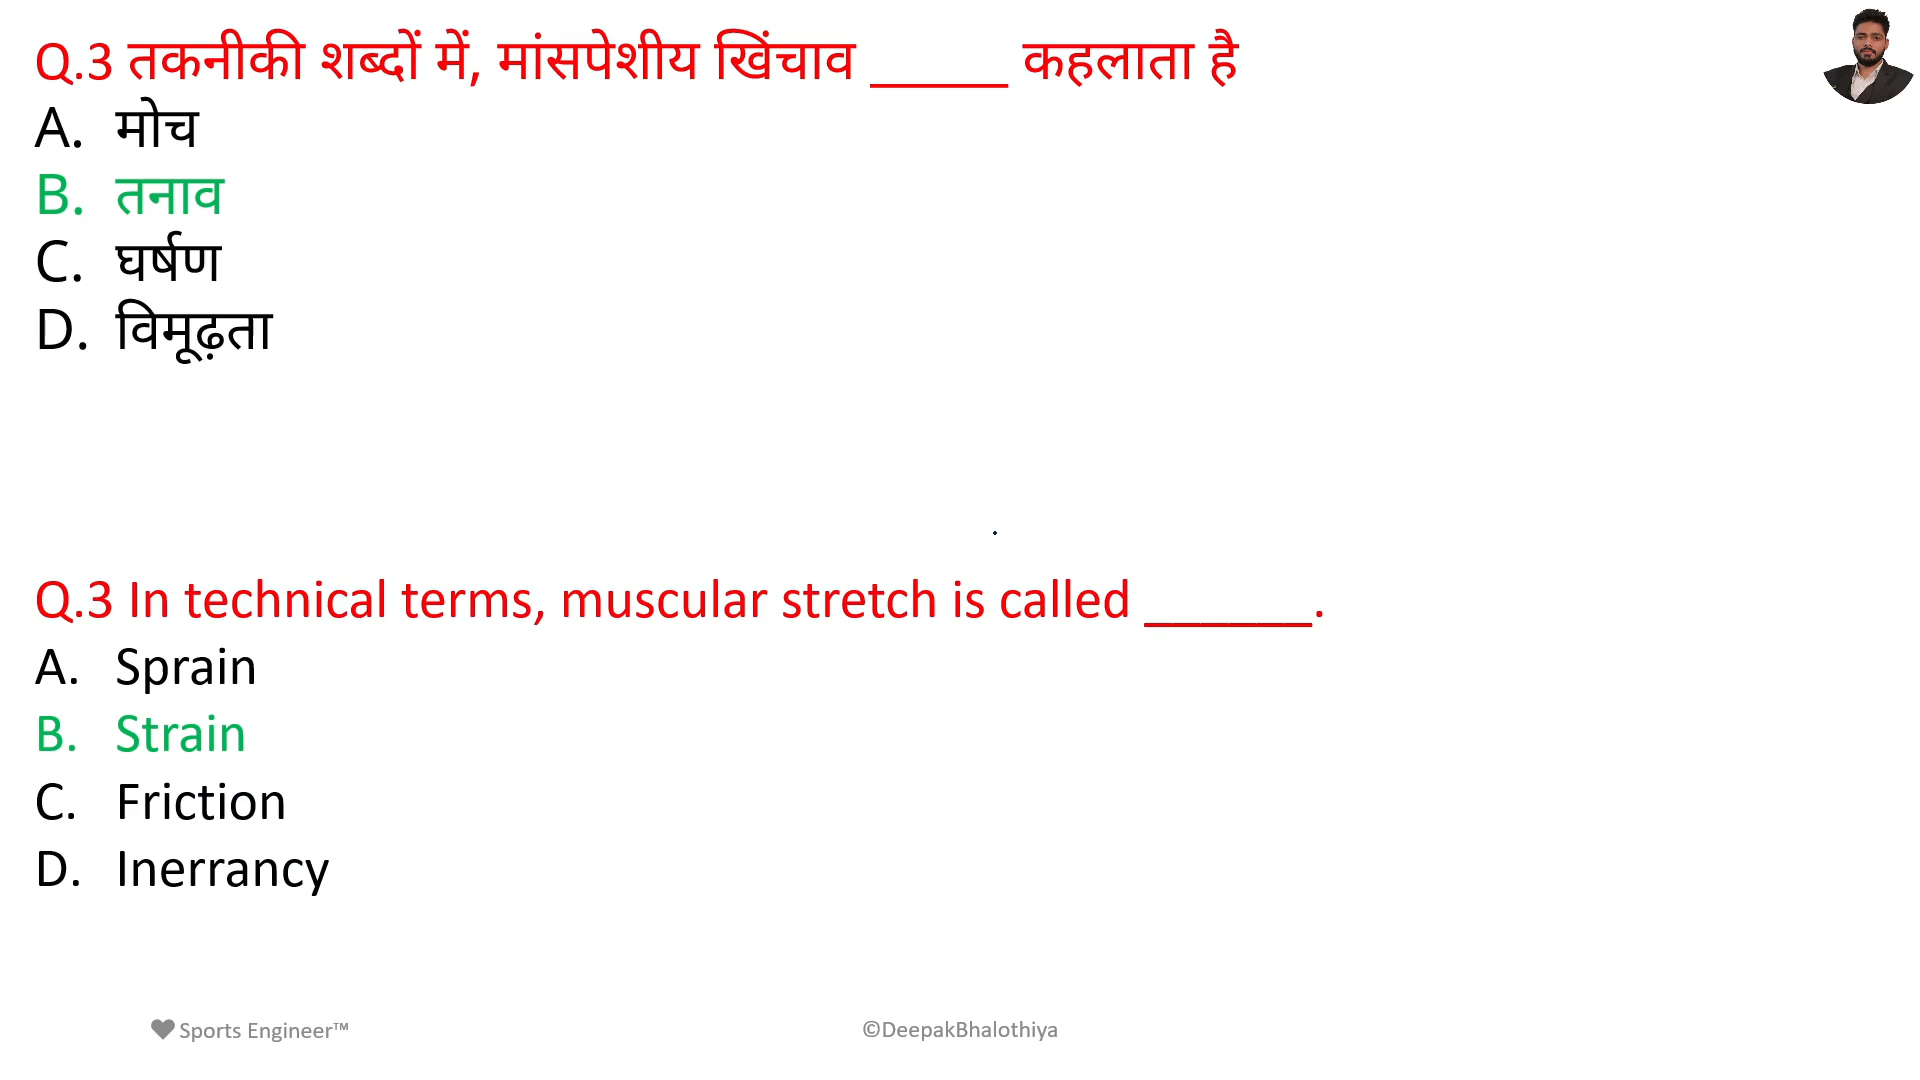 Q.3 तकनीकी शब्दों में, मांसपेशीय खिंचाव _____ कहलाता है
A. मोच
B. तनाव
C. घर्षण
D. विमूढ़ता
Q.3 In technical terms, muscular stretch is called ______.
A. Sprain
B. Strain
C. Friction
D. Inerrancy
Sports Engineer™
©DeepakBhalothiya